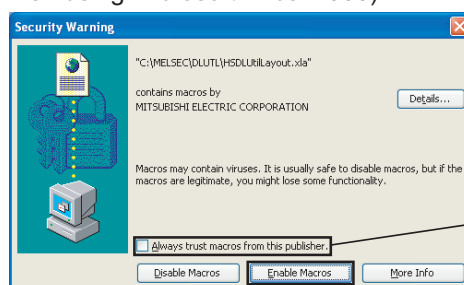 Security Warning
"C:\MELSEC\DLUTL\HSDLUtilLayout.xla"
contains macros by
MITSUBISHI ELECTRIC CORPORATION
Details...
Macros may contain viruses. It is usually safe to disable macros, but if the
macros are legitimate, you might lose some functionality.
Always trust macros from this publisher.
Disable Macros Enable Macros More Info